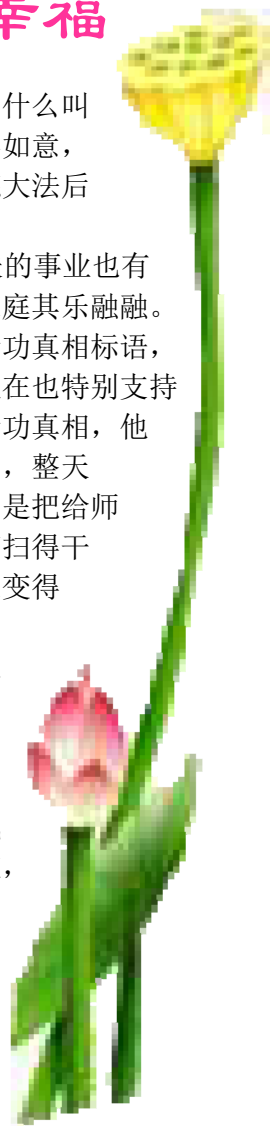 幸福
什么叫
如意，
大法后
的事业也有
庭其乐融融。
功真相标语，
在也特别支持
功真相，他
，整天
是把给师
扫得干
变得
，